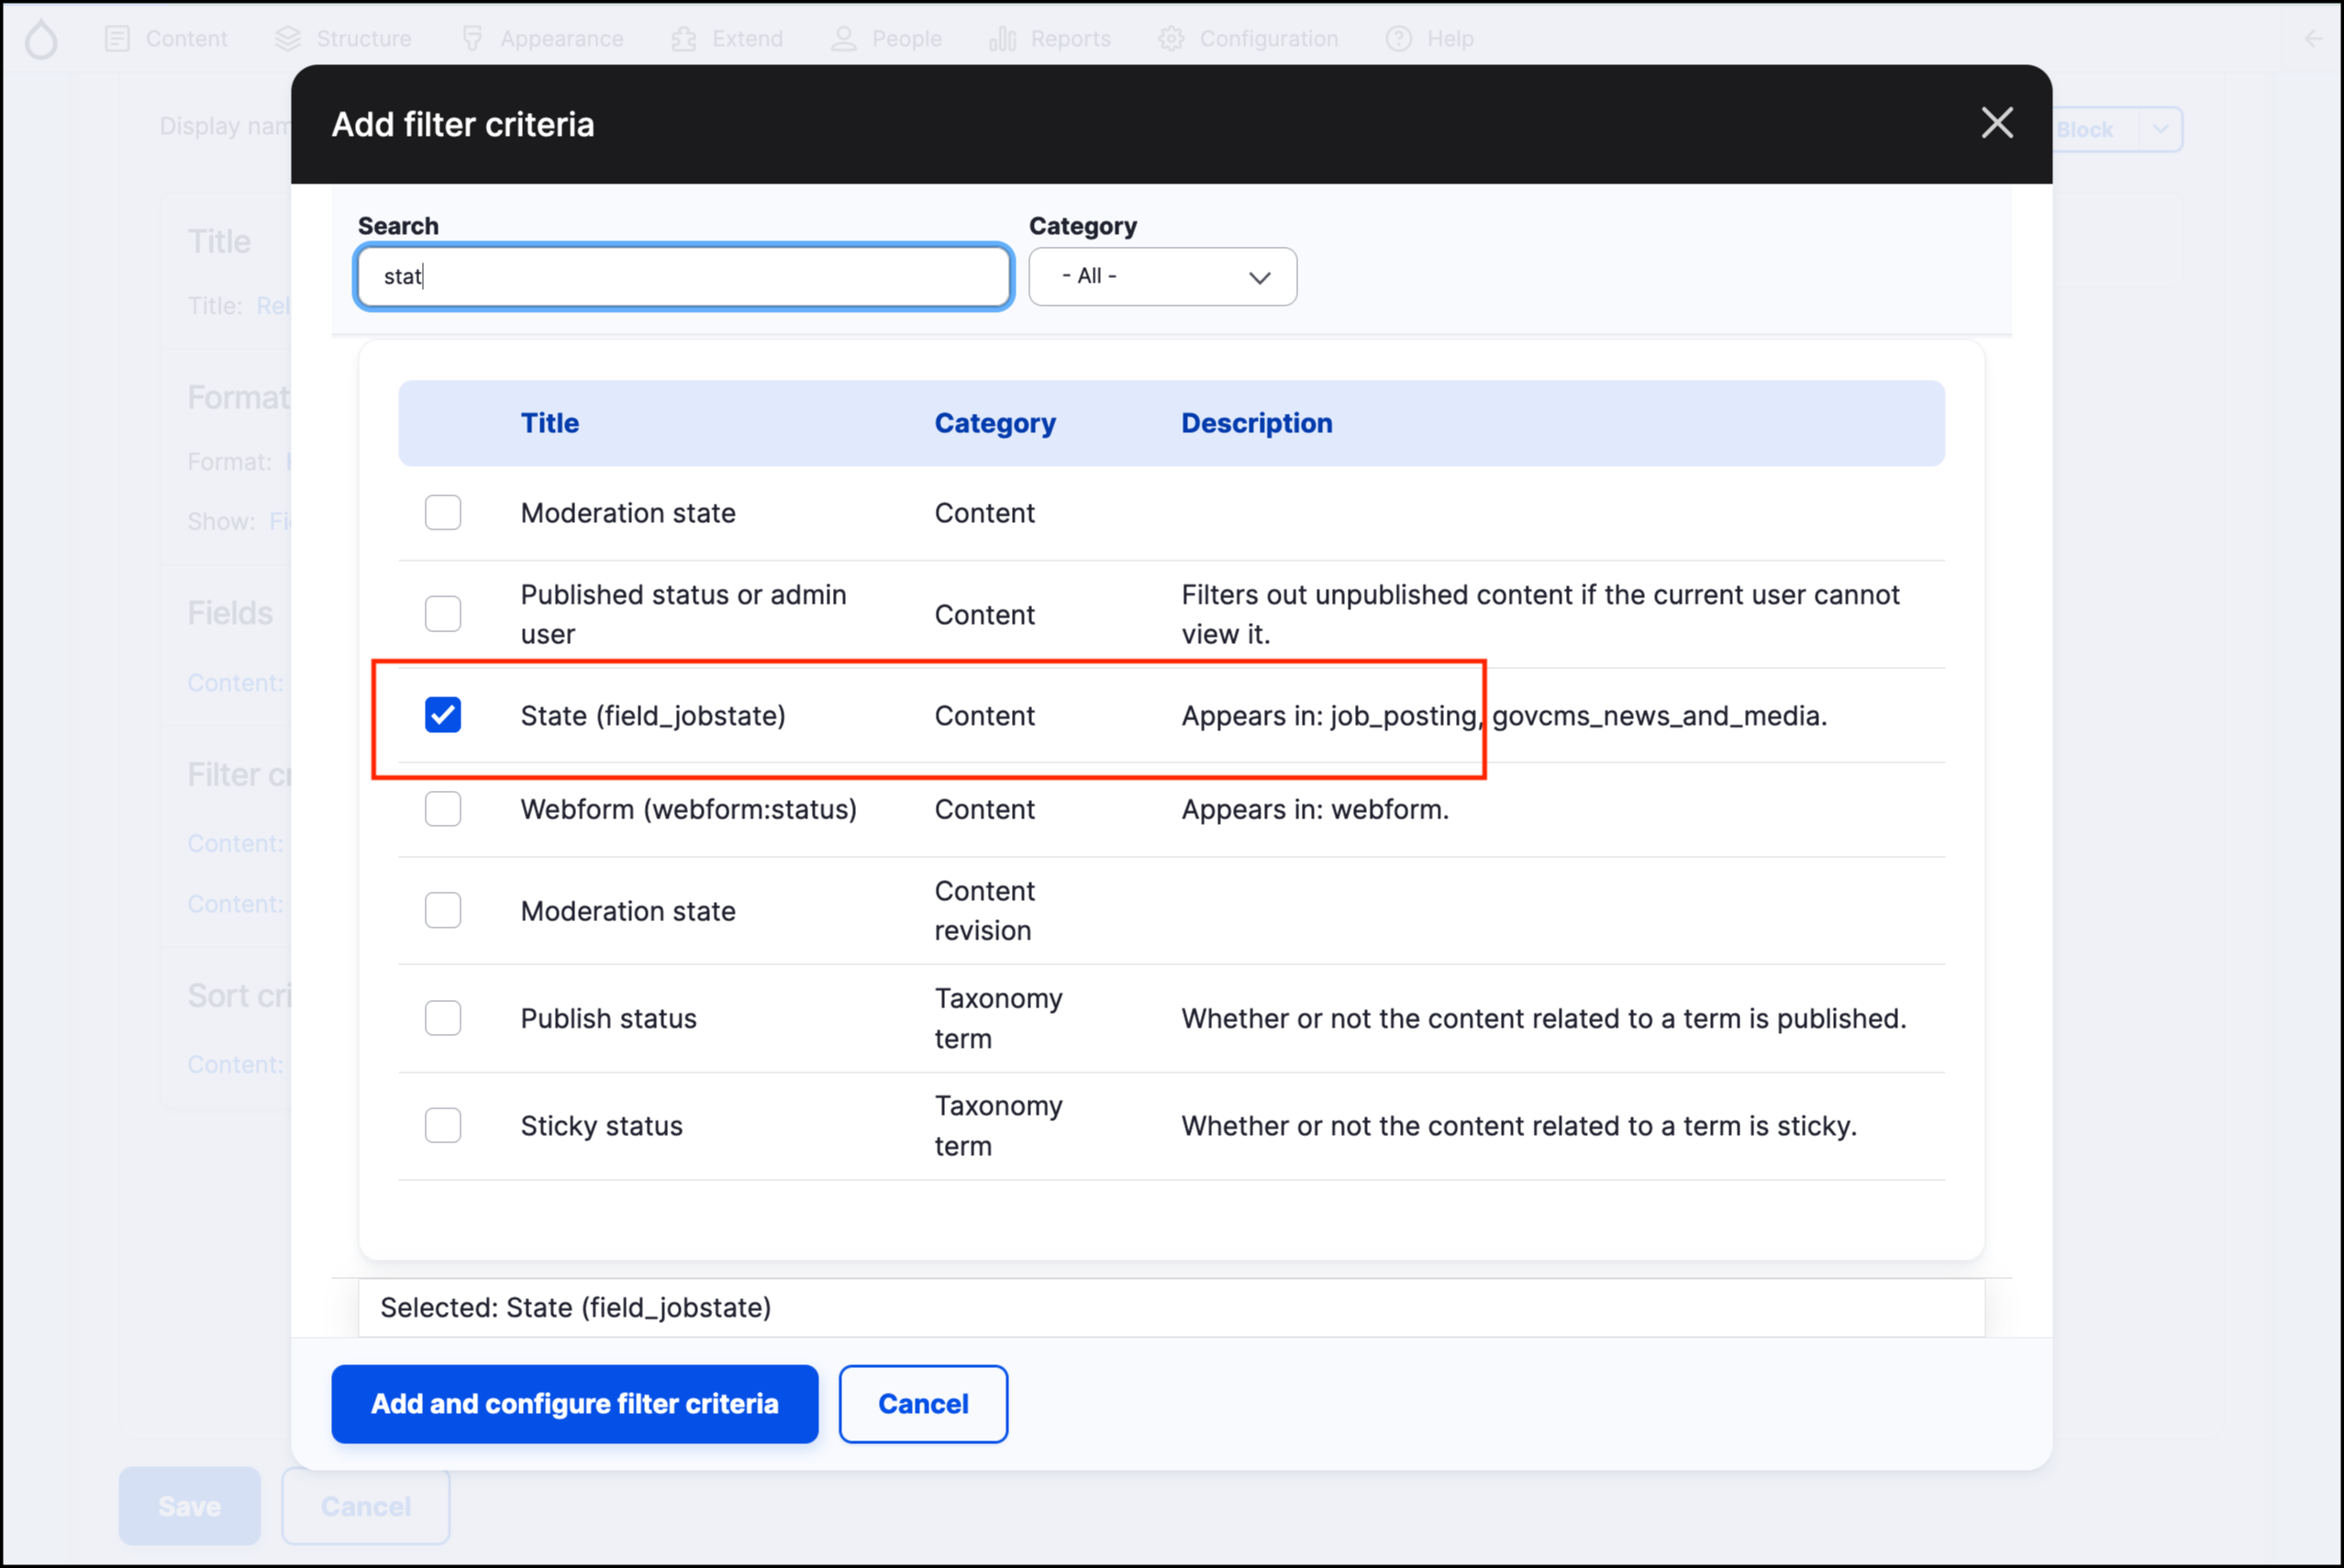 Content Structure Appearance Extend People Reports Configuration Help
Add filter criteria
Display nam
Block
Search Category
stat - All -
Title
Title: Rel
Format
Format:
Show: Fi
Fields
Content:
Filter cr
Content:
Content:
Sort cri
Content:
Title Category Description
Moderation state Content
Published status or admin
user
Content
Filters out unpublished content if the current user cannot
view it.
State (field_jobstate) Content Appears in: job_posting, govcms_news_and_media.
Webform (webform:status) Content Appears in: webform.
Moderation state
Content
revision
Publish status
Taxonomy
term
Whether or not the content related to a term is published.
Sticky status
Taxonomy
term
Whether or not the content related to a term is sticky.
Selected: State (field_jobstate)
Add and configure filter criteria Cancel
Save Cancel